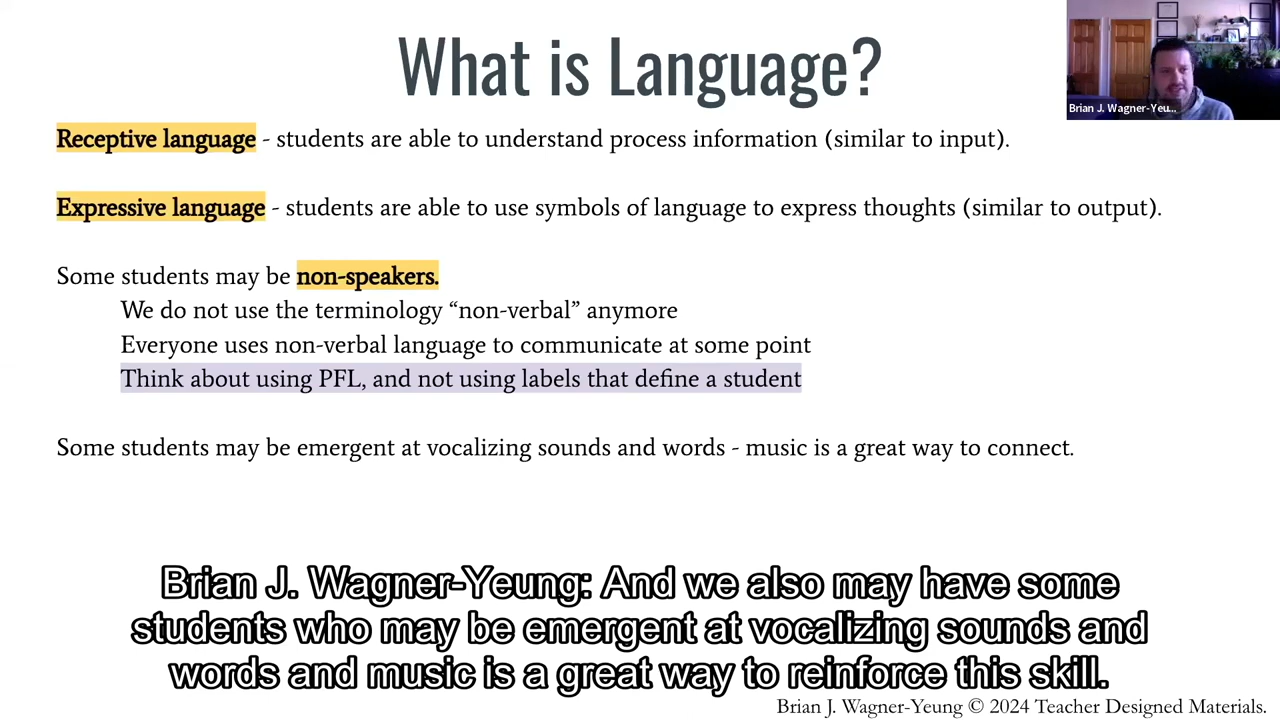 What is Language?
Brian J. Wagner-Yeu...
Receptive language - students are able to understand process information (similar to input).
Expressive language - students are able to use symbols of language to express thoughts (similar to output).
Some students may be non-speakers.
We do not use the terminology “non-verbal” anymore
Everyone uses non-verbal language to communicate at some point
Think about using PFL, and not using labels that define a student
Some students may be emergent at vocalizing sounds and words - music is a great way to connect.
Brian J. Wagner-Yeung: And we also may have some
students who may be emergent at vocalizing sounds and
words and music is a great way to reinforce this skill.
Brian J. Wagner-Yeung © 2024 Teacher Designed Materials.